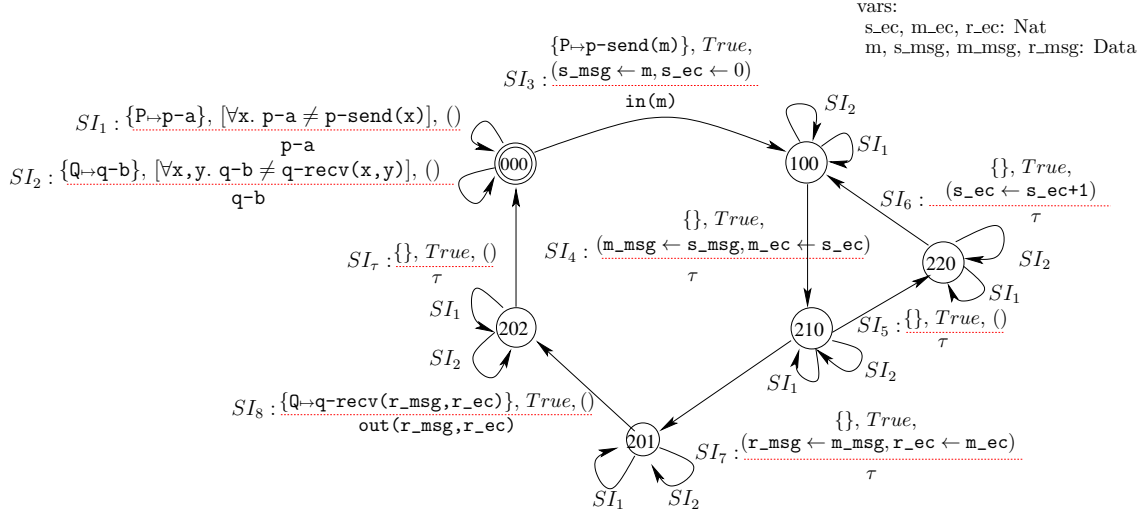 vars:
s_ec, m_ec, r_ec: Nat
m, s_msg, m_msg, r_msg: Data
{P↦p-send(m)}, True,
SI₃ : (s_msg ← m, s_ec ← 0)
in(m)
SI₁ : {P↦p-a}, [∀x. p-a ≠ p-send(x)], ()
p-a
SI₂ : {Q↦q-b}, [∀x,y. q-b ≠ q-recv(x,y)], ()
q-b
000
100
SI₂
SI₁
{}, True,
SI₆ : (s_ec ← s_ec+1)
τ
{}, True,
SI₄ : (m_msg ← s_msg, m_ec ← s_ec)
τ
SIτ : {}, True, ()
τ
220
SI₂
SI₁
SI₁
202
SI₂
210
SI₅ : {}, True, ()
τ
SI₂
SI₁
SI₈ : {Q↦q-recv(r_msg,r_ec)}, True, ()
out(r_msg,r_ec)
201
{}, True,
SI₇ : (r_msg ← m_msg, r_ec ← m_ec)
τ
SI₁
SI₂